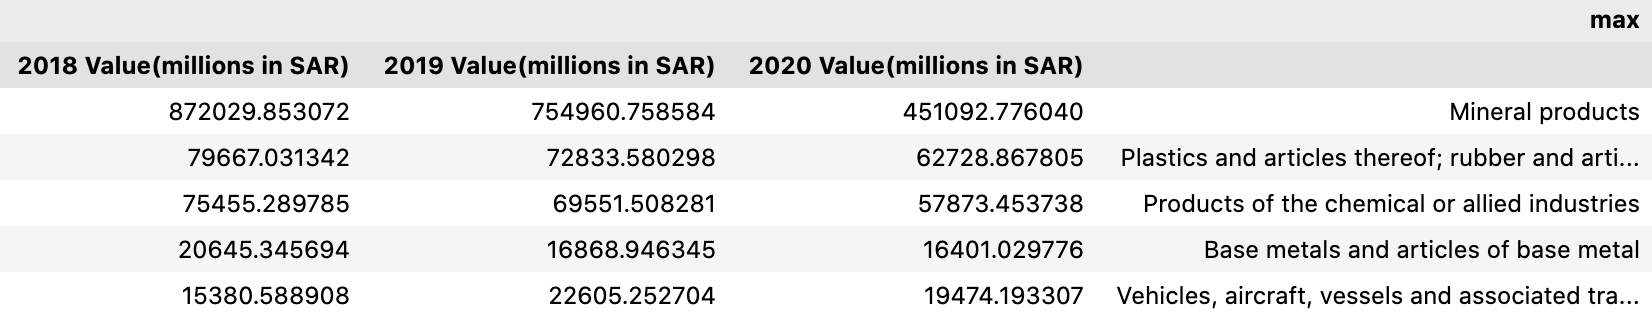 max
2018 Value(millions in SAR) 2019 Value(millions in SAR) 2020 Value(millions in SAR)
872029.853072 754960.758584 451092.776040 Mineral products
79667.031342 72833.580298 62728.867805 Plastics and articles thereof; rubber and arti...
75455.289785 69551.508281 57873.453738 Products of the chemical or allied industries
20645.345694 16868.946345 16401.029776 Base metals and articles of base metal
15380.588908 22605.252704 19474.193307 Vehicles, aircraft, vessels and associated tra...